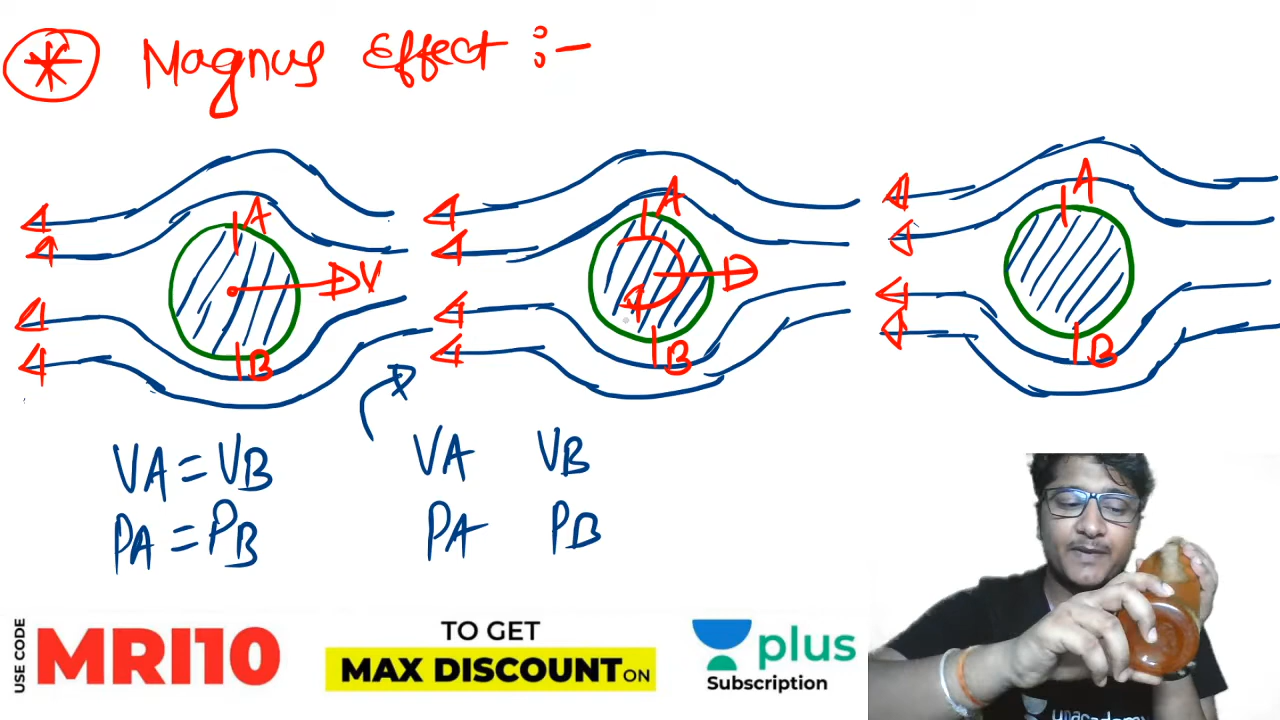 * Magnus Effect :-
A
V
B
A
B
A
B
VA = VB
PA = PB
VA VB
PA PB
USE CODE
MRI10
TO GET
MAX DISCOUNT ON
plus
Subscription
unacademy